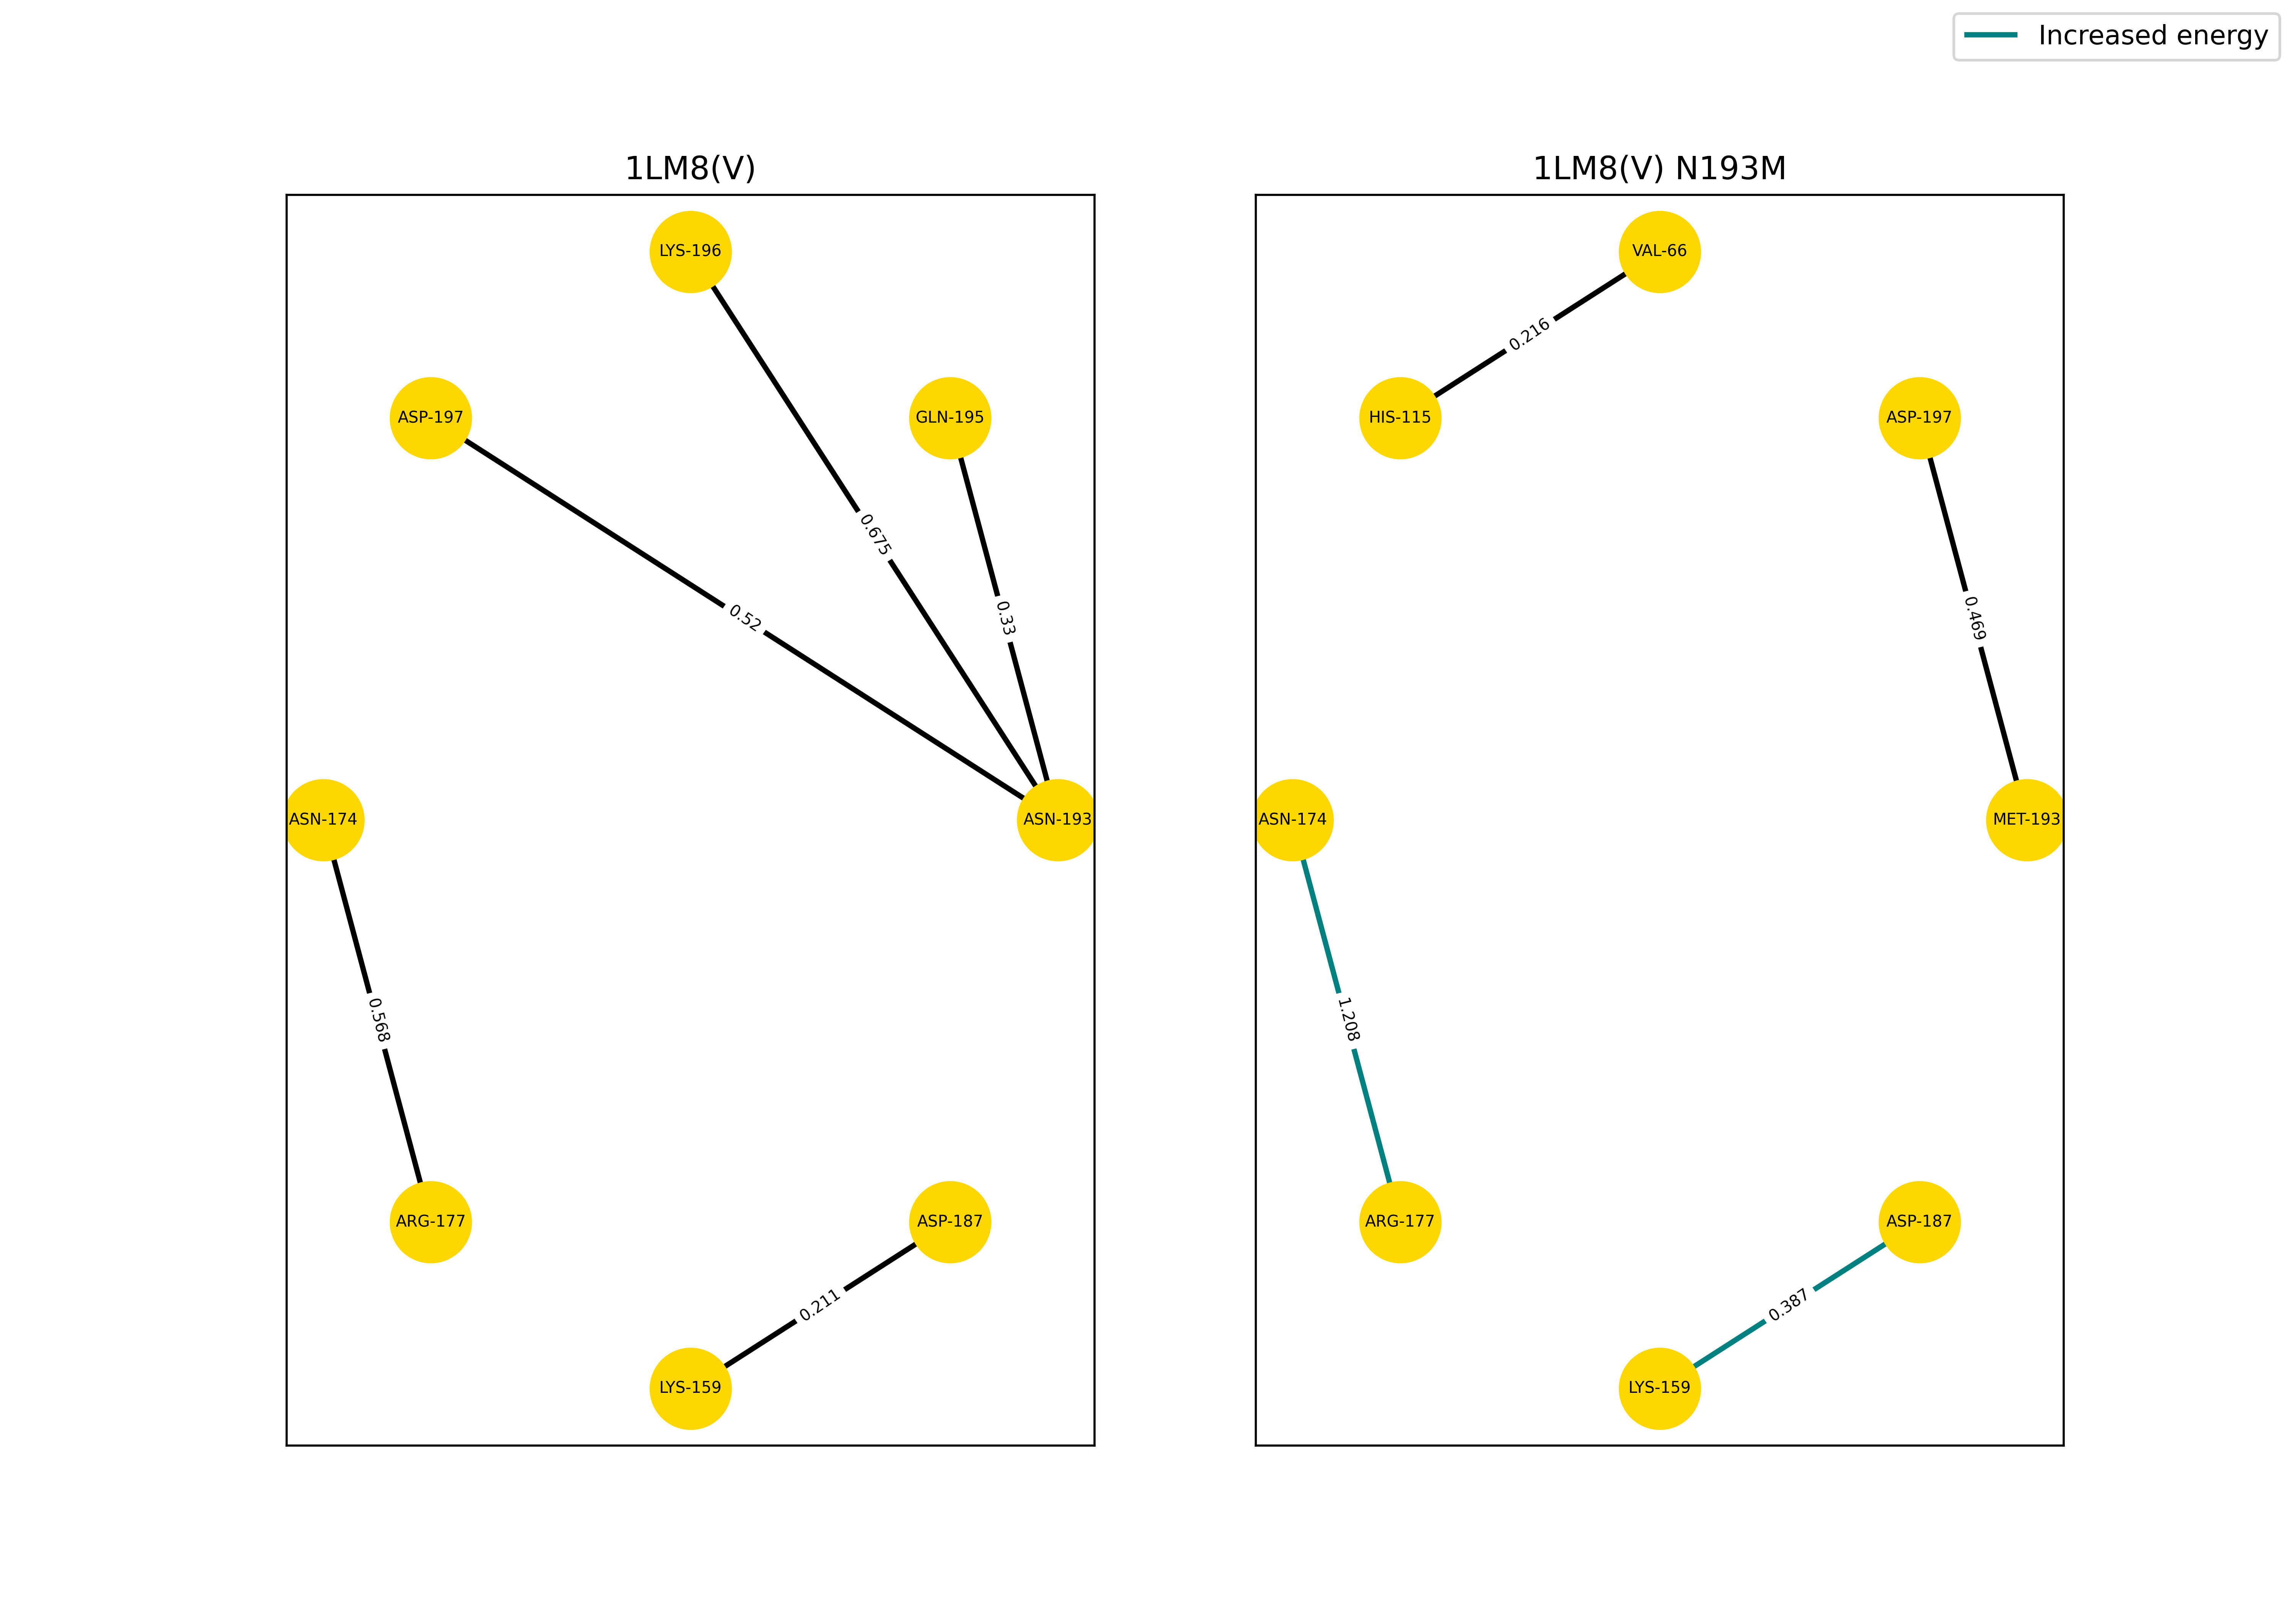 Increased energy
1LM8(V)
LYS-196
ASP-197
GLN-195
0.675
0.33
0.52
ASN-174
ASN-193
0.568
ARG-177
ASP-187
0.211
LYS-159
1LM8(V) N193M
VAL-66
0.216
HIS-115
ASP-197
0.469
ASN-174
MET-193
1.208
ARG-177
ASP-187
0.387
LYS-159